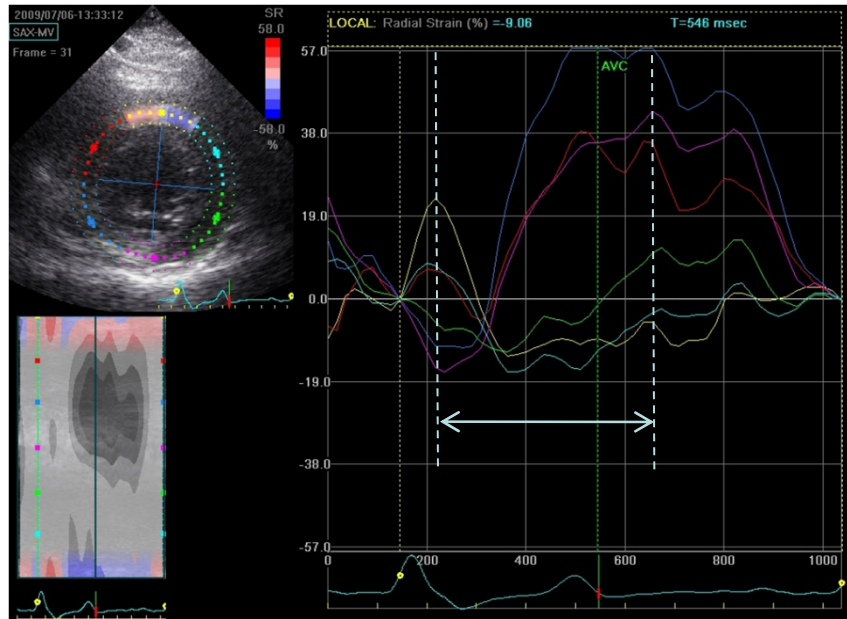 2009/07/06-13:33:12
SAX-MV
Frame = 31
SR
58.0
-58.0
%
LOCAL: Radial Strain (%) =-9.06 T=546 msec
57.0
AVC
38.0
19.0
0.0
-19.0
-38.0
-57.0
0 200 400 600 800 1000